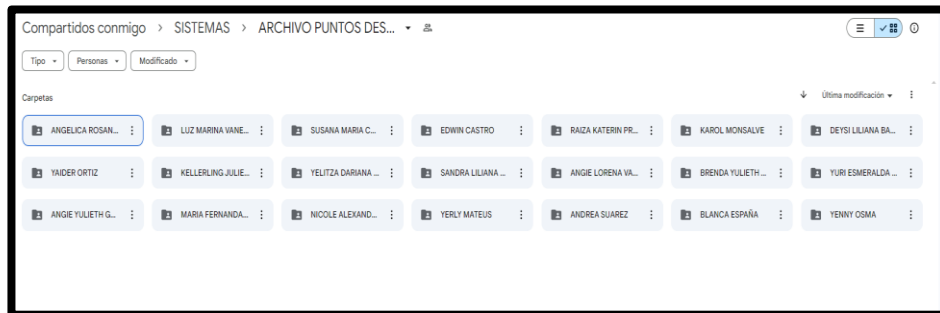 Compartidos conmigo > SISTEMAS > ARCHIVO PUNTOS DES...
Tipo Personas Modificado
Carpetas Última modificación
ANGELICA ROSAN... LUZ MARINA VANE... SUSANA MARIA C... EDWIN CASTRO RAIZA KATERIN PR... KAROL MONSALVE DEYSI LILIANA BA...
YAIDER ORTIZ KELLERLING JULIE... YELITZA DARIANA ... SANDRA LILIANA ... ANGIE LORENA VA... BRENDA YULIETH ... YURI ESMERALDA ...
ANGIE YULIETH G... MARIA FERNANDA... NICOLE ALEXAND... YERLY MATEUS ANDREA SUAREZ BLANCA ESPAÑA YENNY OSMA